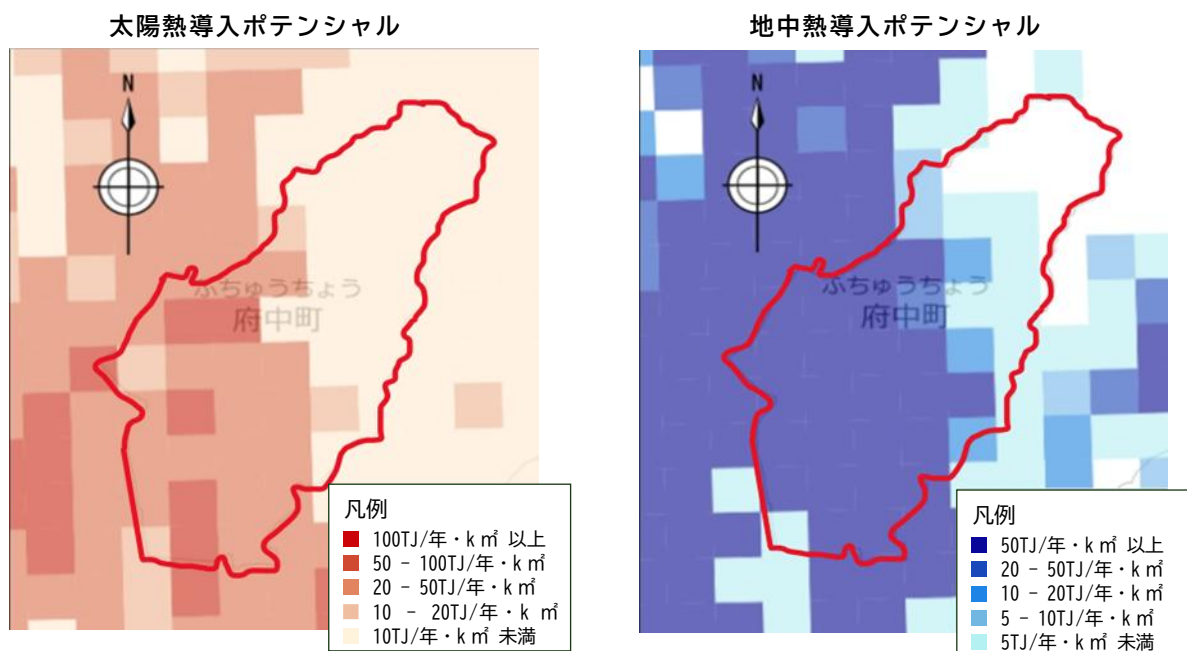 太陽熱導入ポテンシャル
N
ふちゅうちょう
府中町
凡例
100TJ/年・k㎡ 以上
50 - 100TJ/年・k㎡
20 - 50TJ/年・k㎡
10 - 20TJ/年・k ㎡
10TJ/年・k㎡ 未満
地中熱導入ポテンシャル
N
ふちゅうちょう
府中町
凡例
50TJ/年・k㎡ 以上
20 - 50TJ/年・k㎡
10 - 20TJ/年・k㎡
5 - 10TJ/年・k㎡
5TJ/年・k㎡ 未満